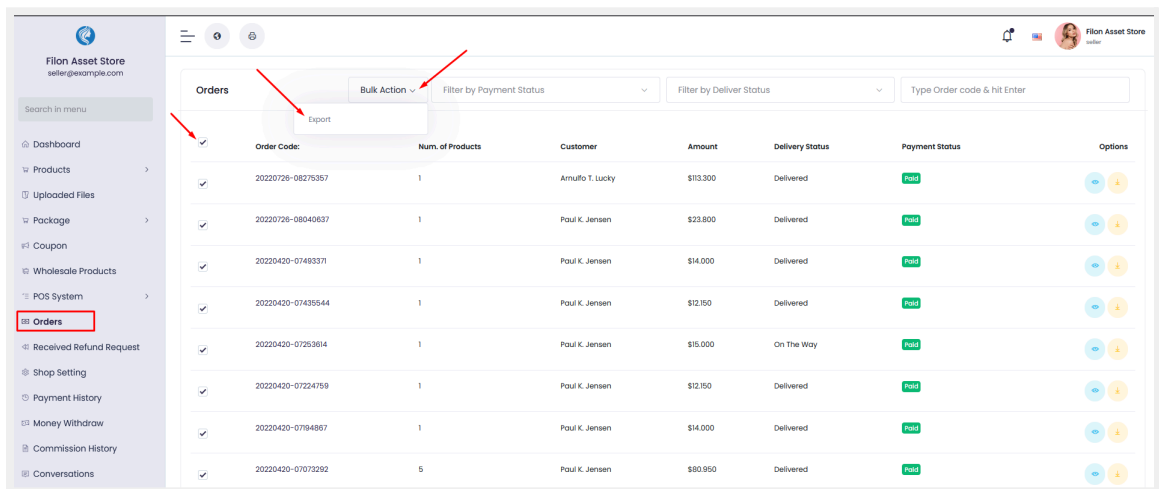 Filon Asset Store
seller@example.com
Search in menu
Dashboard
Products
Uploaded Files
Package
Coupon
Wholesale Products
POS System
Orders
Received Refund Request
Shop Setting
Payment History
Money Withdraw
Commission History
Conversations
Filon Asset Store
seller
Orders Bulk Action Filter by Payment Status Filter by Deliver Status Type Order code & hit Enter
Export
Order Code: Num. of Products Customer Amount Delivery Status Payment Status Options
20220726-08275357 1 Arnulfo T. Lucky $113.300 Delivered Paid
20220726-08040637 1 Paul K. Jensen $23.800 Delivered Paid
20220420-07493371 1 Paul K. Jensen $14.000 Delivered Paid
20220420-07435544 1 Paul K. Jensen $12.150 Delivered Paid
20220420-07253614 1 Paul K. Jensen $15.000 On The Way Paid
20220420-07224759 1 Paul K. Jensen $12.150 Delivered Paid
20220420-07194867 1 Paul K. Jensen $14.000 Delivered Paid
20220420-07073292 5 Paul K. Jensen $80.950 Delivered Paid